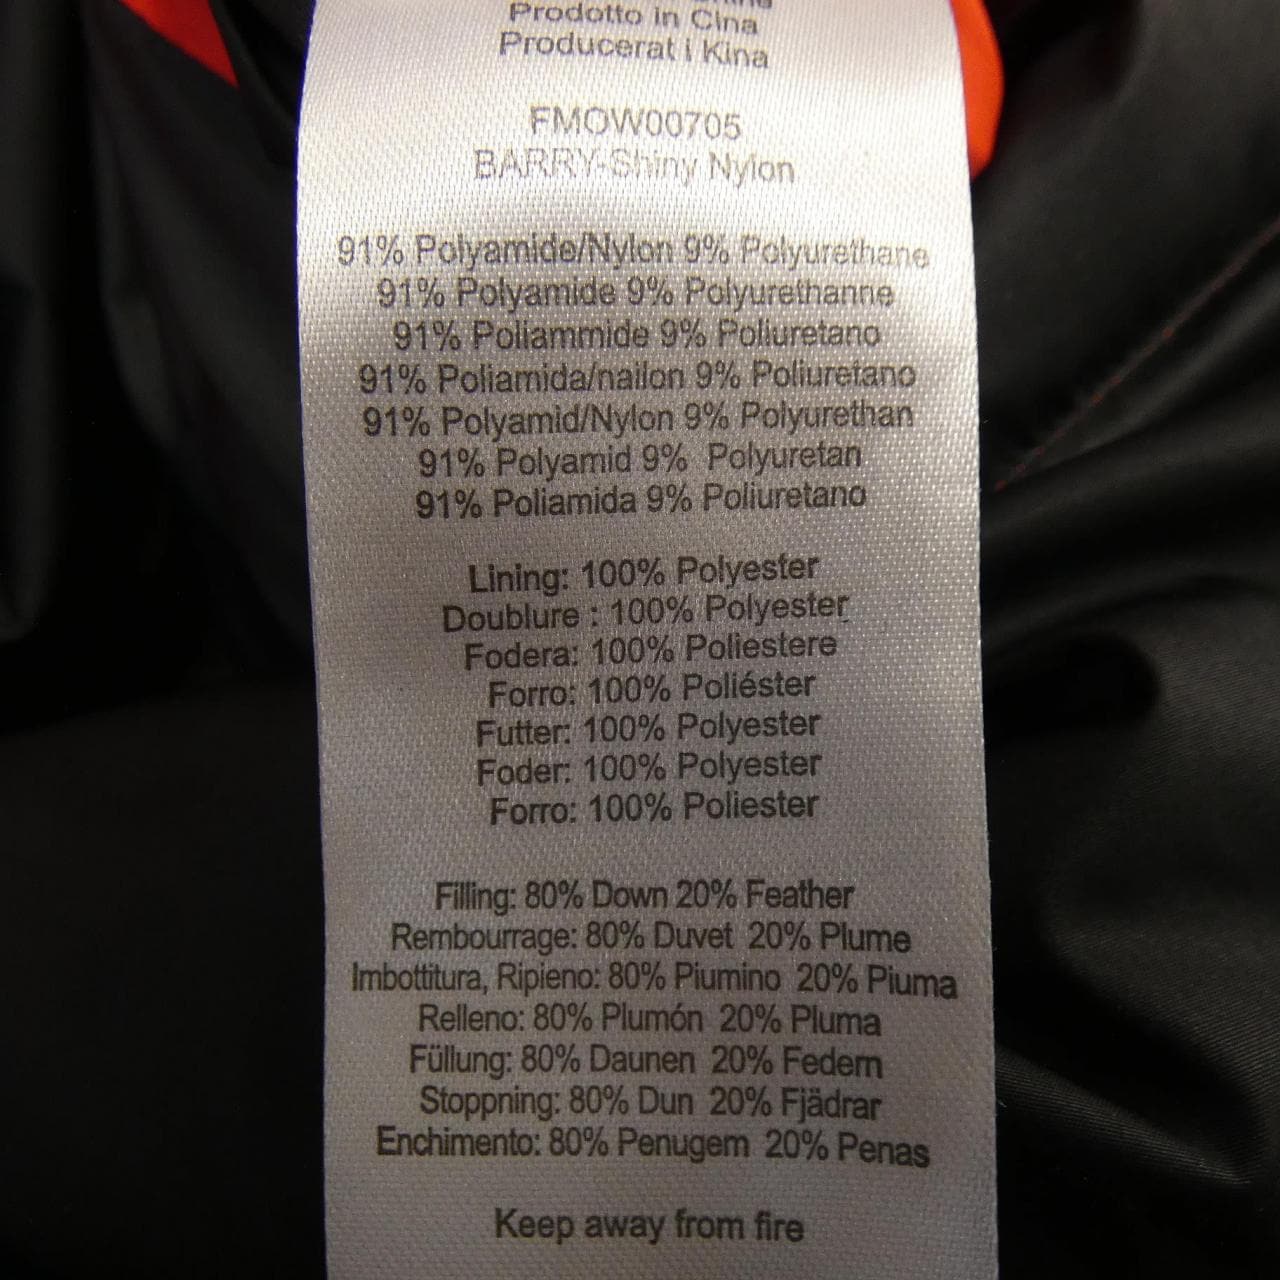 Prodotto in Cina
Producerat i Kina
FMOW00705
BARRY-Shiny Nylon
91% Polyamide/Nylon 9% Polyurethane
91% Polyamide 9% Polyurethanne
91% Poliammide 9% Poliuretano
91% Poliamida/nailon 9% Poliuretano
91% Polyamid/Nylon 9% Polyurethan
91% Polyamid 9% Polyuretan
91% Poliamida 9% Poliuretano
Lining: 100% Polyester
Doublure : 100% Polyester
Fodera: 100% Poliestere
Forro: 100% Poliéster
Futter: 100% Polyester
Foder: 100% Polyester
Forro: 100% Poliester
Filling: 80% Down 20% Feather
Rembourrage: 80% Duvet 20% Plume
Imbottitura, Ripieno: 80% Piumino 20% Piuma
Relleno: 80% Plumón 20% Pluma
Füllung: 80% Daunen 20% Federn
Stoppning: 80% Dun 20% Fjädrar
Enchimento: 80% Penugem 20% Penas
Keep away from fire